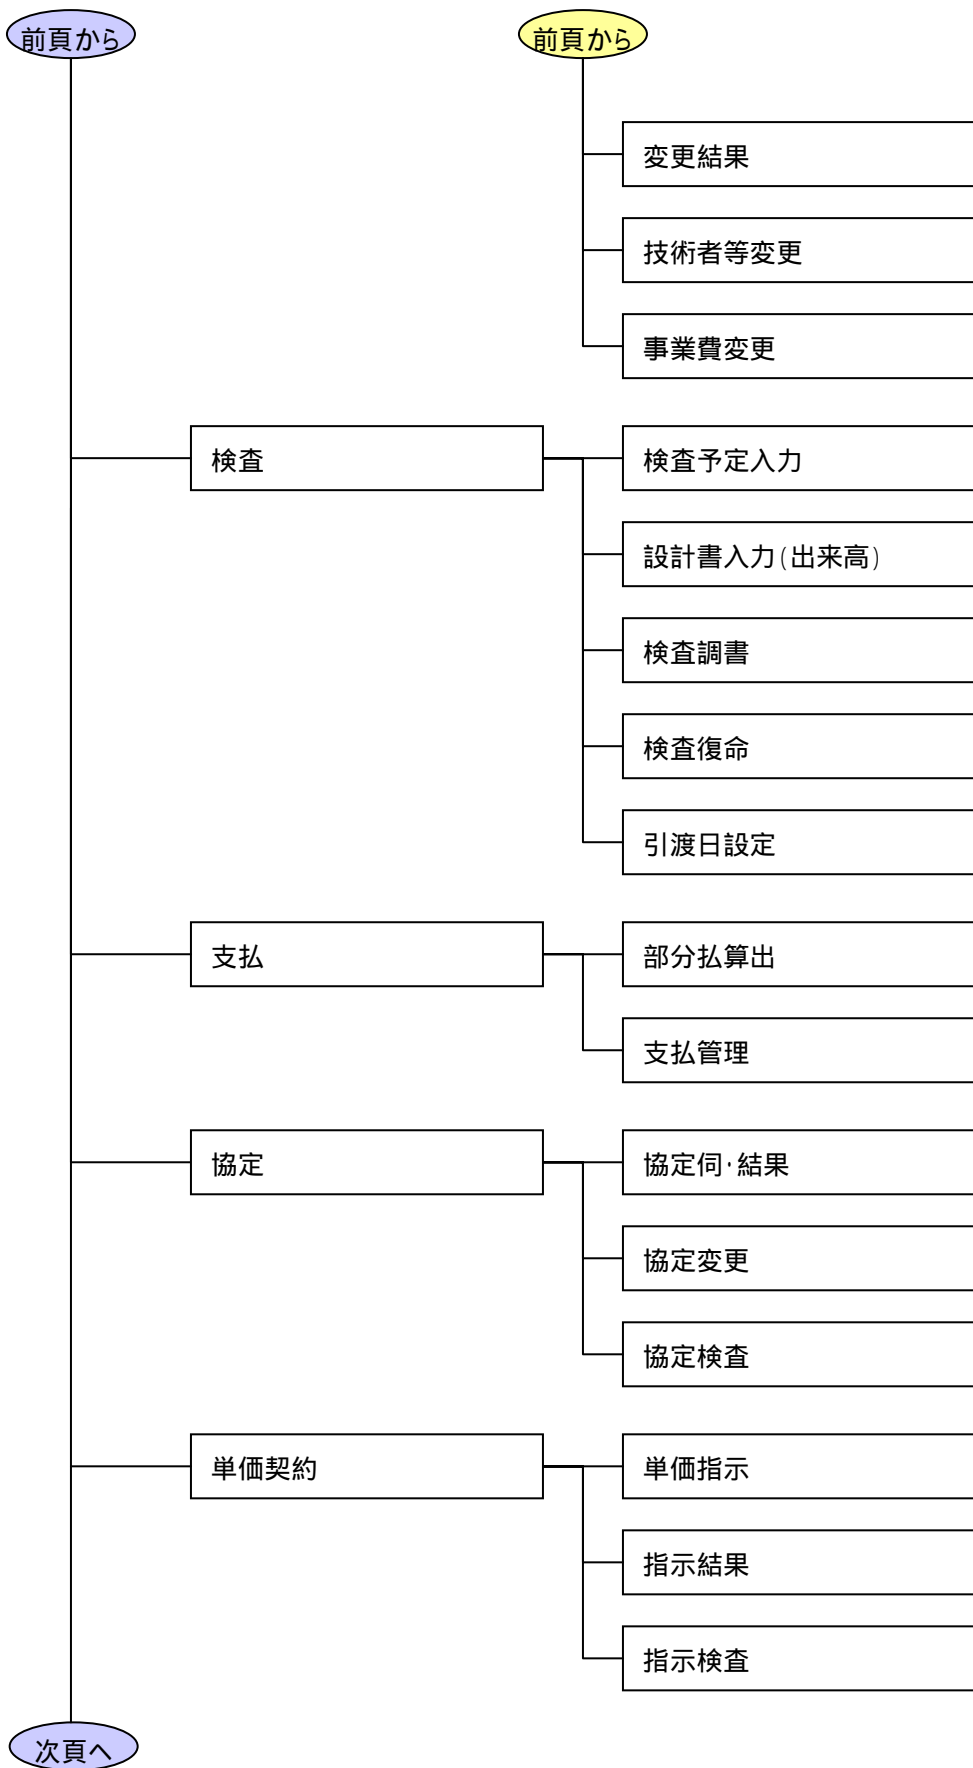 前頁から
前頁から
変更結果
技術者等変更
事業費変更
検査
検査予定入力
設計書入力(出来高)
検査調書
検査復命
引渡日設定
支払
部分払算出
支払管理
協定
協定伺・結果
協定変更
協定検査
単価契約
単価指示
指示結果
指示検査
次頁へ